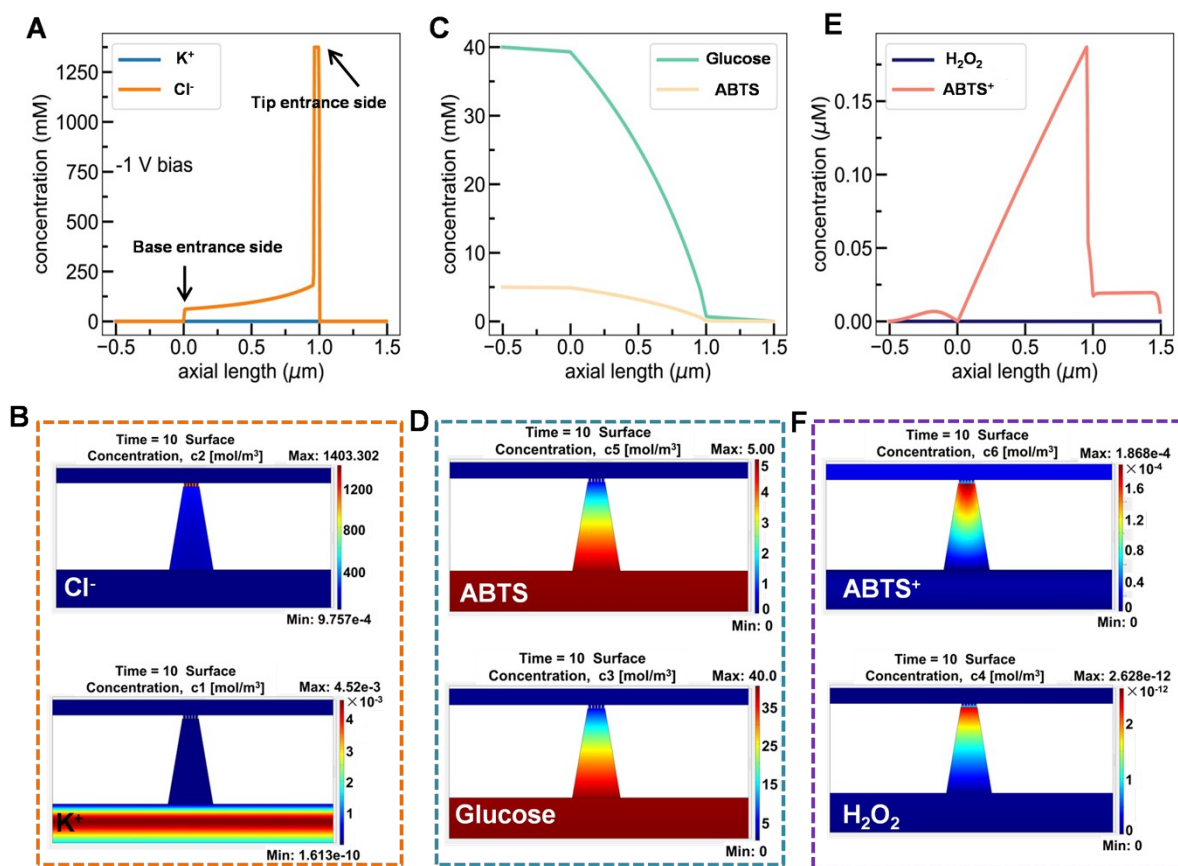 A
K⁺
Cl⁻
Tip entrance side
-1 V bias
Base entrance side
concentration (mM)
1250
1000
750
500
250
0
−0.5 0.0 0.5 1.0 1.5
axial length (μm)
C
Glucose
ABTS
concentration (mM)
40
30
20
10
0
−0.5 0.0 0.5 1.0 1.5
axial length (μm)
E
H₂O₂
ABTS⁺
concentration (μM)
0.15
0.10
0.05
0.00
−0.5 0.0 0.5 1.0 1.5
axial length (μm)
B
Time = 10 Surface
Concentration, c2 [mol/m³] Max: 1403.302
1200
800
400
Cl⁻
Min: 9.757e-4
Time = 10 Surface
Concentration, c1 [mol/m³] Max: 4.52e-3
×10⁻³
4
3
2
1
K⁺
Min: 1.613e-10
D
Time = 10 Surface
Concentration, c5 [mol/m³] Max: 5.00
5
4
3
2
1
0
ABTS
Min: 0
Time = 10 Surface
Concentration, c3 [mol/m³] Max: 40.0
35
25
15
5
Glucose
Min: 0
F
Time = 10 Surface
Concentration, c6 [mol/m³] Max: 1.868e-4
×10⁻⁴
1.6
1.2
0.8
0.4
0
ABTS⁺
Min: 0
Time = 10 Surface
Concentration, c4 [mol/m³] Max: 2.628e-12
×10⁻¹²
2
1
0
H₂O₂
Min: 0